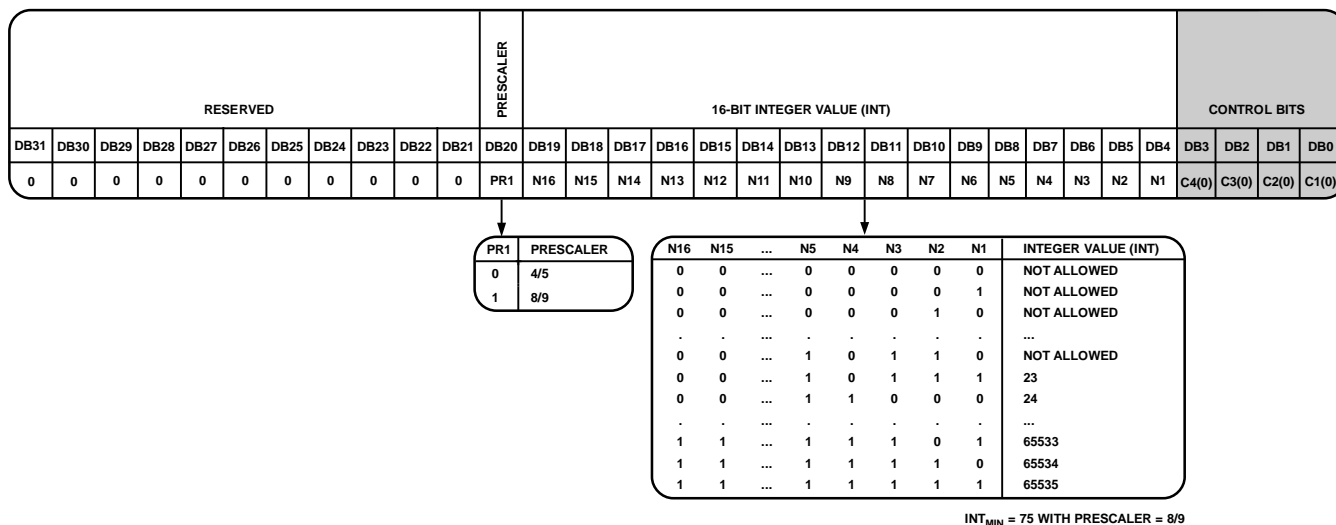 RESERVED PRESCALER 16-BIT INTEGER VALUE (INT) CONTROL BITS
DB31 DB30 DB29 DB28 DB27 DB26 DB25 DB24 DB23 DB22 DB21 DB20 DB19 DB18 DB17 DB16 DB15 DB14 DB13 DB12 DB11 DB10 DB9 DB8 DB7 DB6 DB5 DB4 DB3 DB2 DB1 DB0
0 0 0 0 0 0 0 0 0 0 0 PR1 N16 N15 N14 N13 N12 N11 N10 N9 N8 N7 N6 N5 N4 N3 N2 N1 C4(0) C3(0) C2(0) C1(0)
PR1 PRESCALER
0 4/5
1 8/9
N16 N15 ... N5 N4 N3 N2 N1 INTEGER VALUE (INT)
0 0 ... 0 0 0 0 0 NOT ALLOWED
0 0 ... 0 0 0 0 1 NOT ALLOWED
0 0 ... 0 0 0 1 0 NOT ALLOWED
. . ... . . . . . ...
0 0 ... 1 0 1 1 0 NOT ALLOWED
0 0 ... 1 0 1 1 1 23
0 0 ... 1 1 0 0 0 24
. . ... . . . . . ...
1 1 ... 1 1 1 0 1 65533
1 1 ... 1 1 1 1 0 65534
1 1 ... 1 1 1 1 1 65535
INTMIN = 75 WITH PRESCALER = 8/9